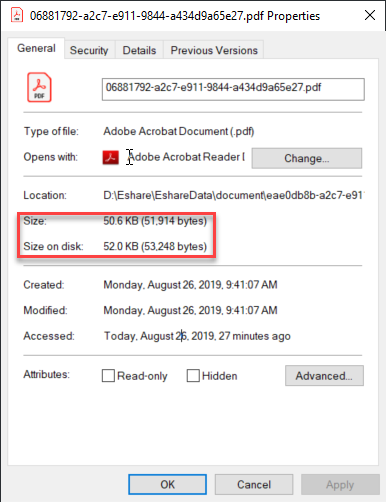 06881792-a2c7-e911-9844-a434d9a65e27.pdf Properties
General Security Details Previous Versions
PDF
06881792-a2c7-e911-9844-a434d9a65e27.pdf
Type of file: Adobe Acrobat Document (.pdf)
Opens with: Adobe Acrobat Reader D Change...
Location: D:\Eshare\EshareData\document\eae0db8b-a2c7-e91
Size: 50.6 KB (51,914 bytes)
Size on disk: 52.0 KB (53,248 bytes)
Created: Monday, August 26, 2019, 9:41:07 AM
Modified: Monday, August 26, 2019, 9:41:07 AM
Accessed: Today, August 26, 2019, 27 minutes ago
Attributes: Read-only Hidden Advanced...
OK Cancel Apply